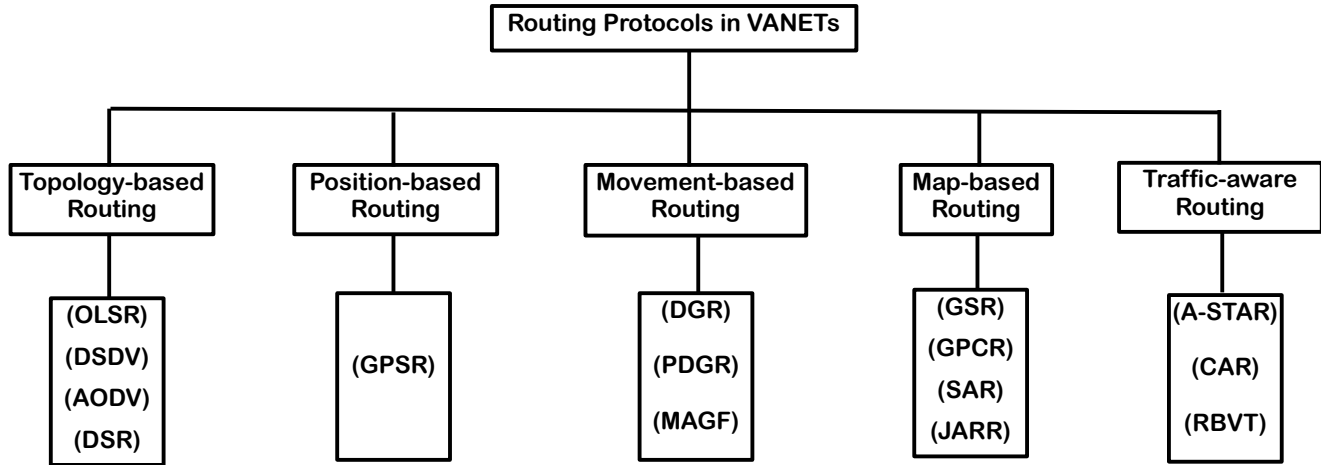 Routing Protocols in VANETs
Topology-based
Routing
Position-based
Routing
Movement-based
Routing
Map-based
Routing
Traffic-aware
Routing
(OLSR)
(DSDV)
(AODV)
(DSR)
(GPSR)
(DGR)
(PDGR)
(MAGF)
(GSR)
(GPCR)
(SAR)
(JARR)
(A-STAR)
(CAR)
(RBVT)